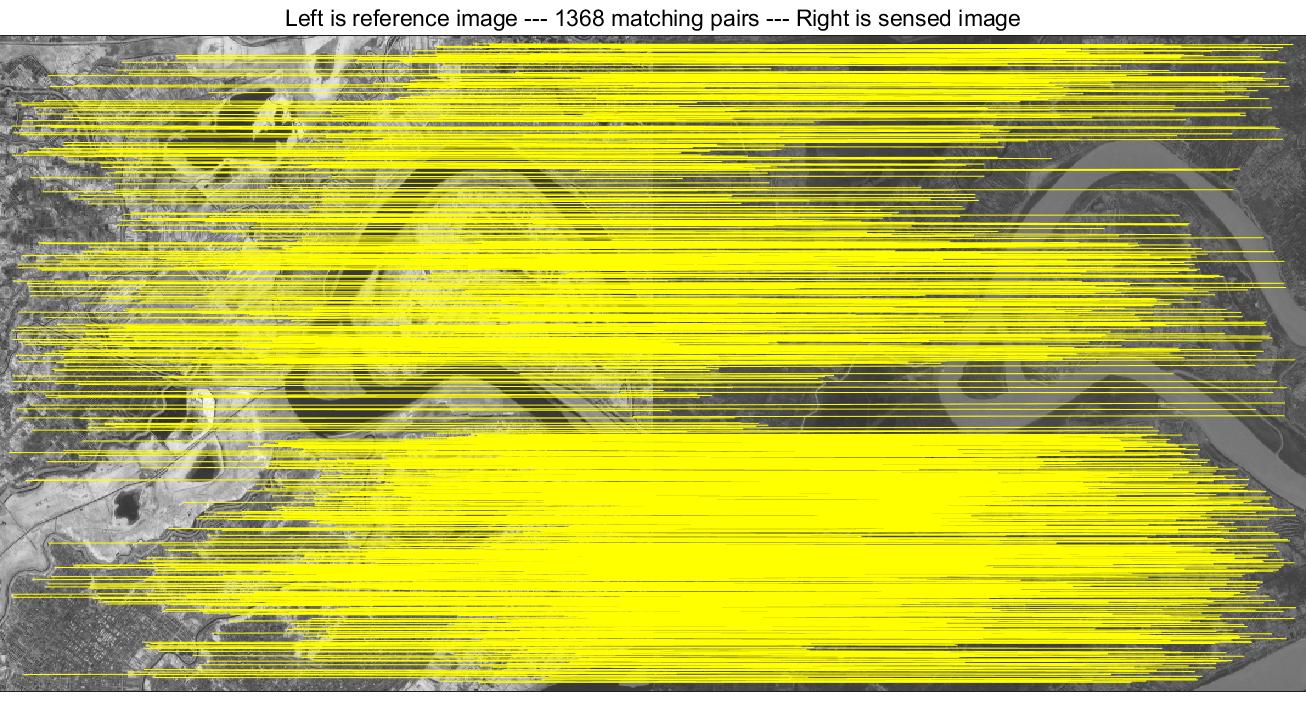 Left is reference image --- 1368 matching pairs --- Right is sensed image